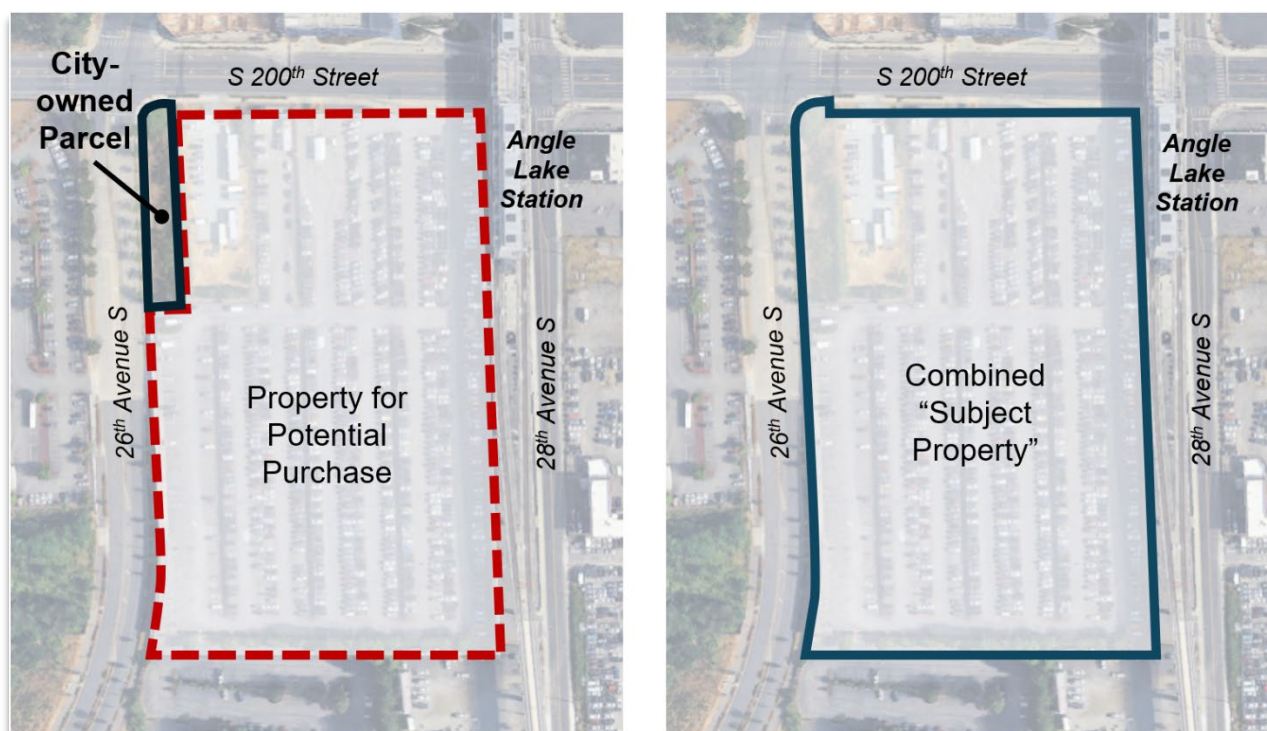 City-
owned
Parcel
S 200th Street
Angle
Lake
Station
26th Avenue S
Property for
Potential
Purchase
28th Avenue S
S 200th Street
Angle
Lake
Station
26th Avenue S
Combined
“Subject
Property”
28th Avenue S